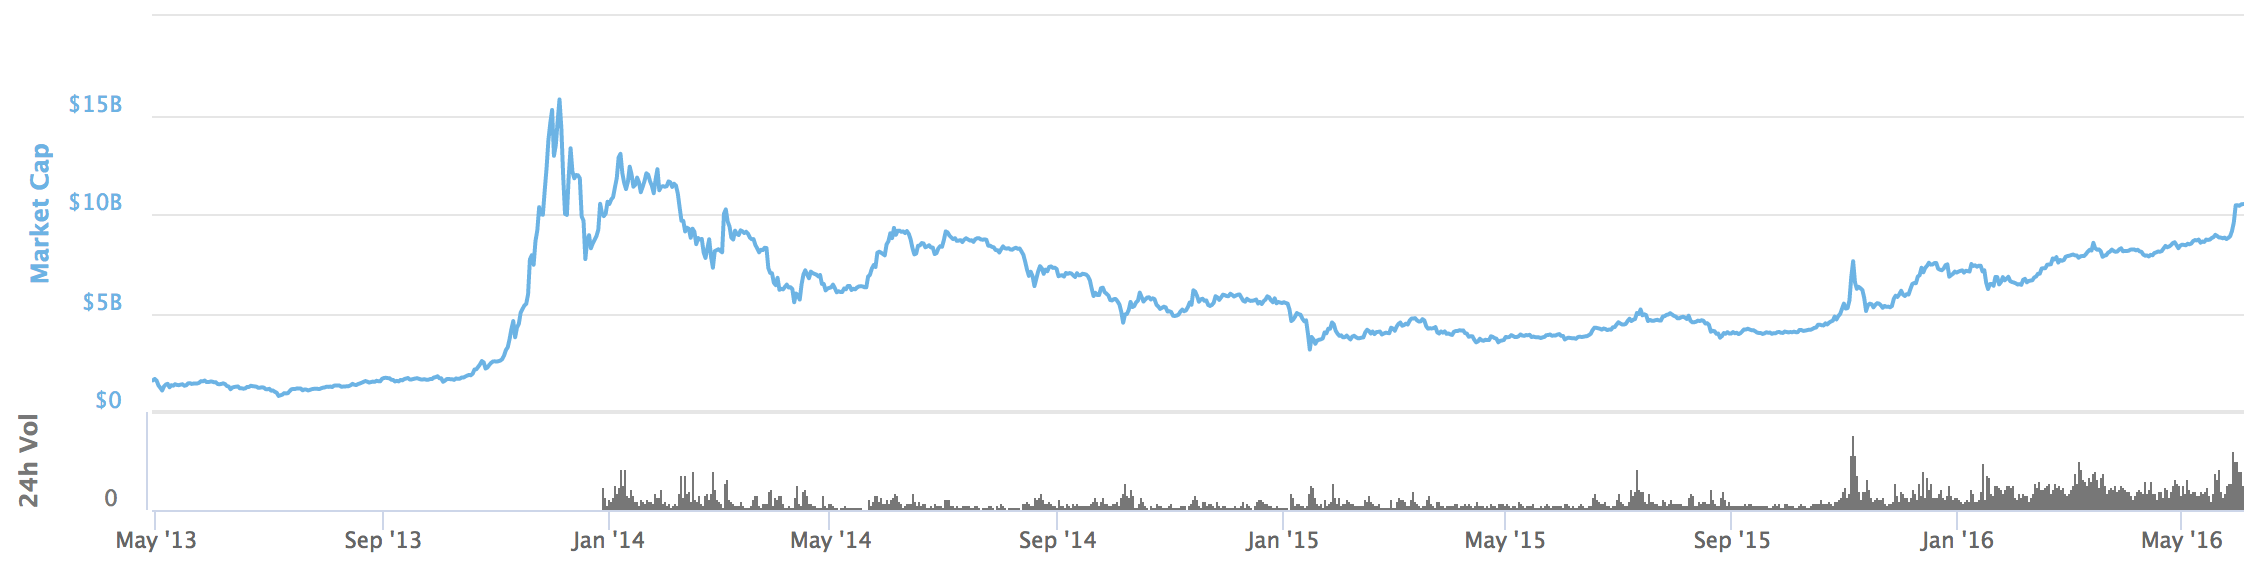 Market Cap
$15B
$10B
$5B
$0
24h Vol
0
May '13
Sep '13
Jan '14
May '14
Sep '14
Jan '15
May '15
Sep '15
Jan '16
May '16